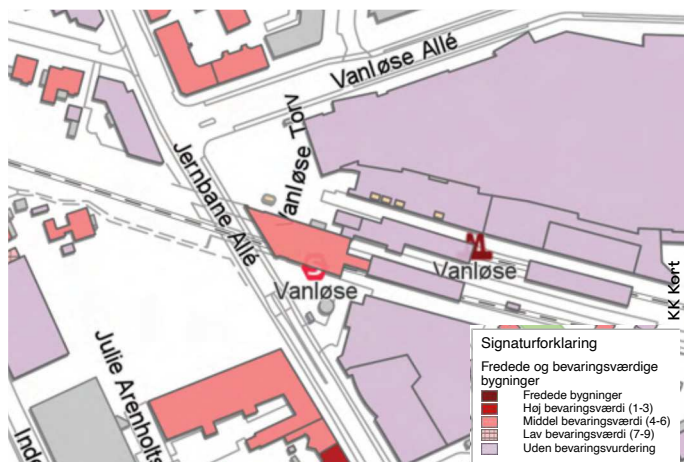 Vanløse Allé
Vanløse Torv
Jernbane Allé
M
Vanløse
S
Vanløse
KK Kort
Julie Arenholts
Inde
Signaturforklaring
Fredede og bevaringsværdige
bygninger
Fredede bygninger
Høj bevaringsværdi (1-3)
Middel bevaringsværdi (4-6)
Lav bevaringsværdi (7-9)
Uden bevaringsvurdering